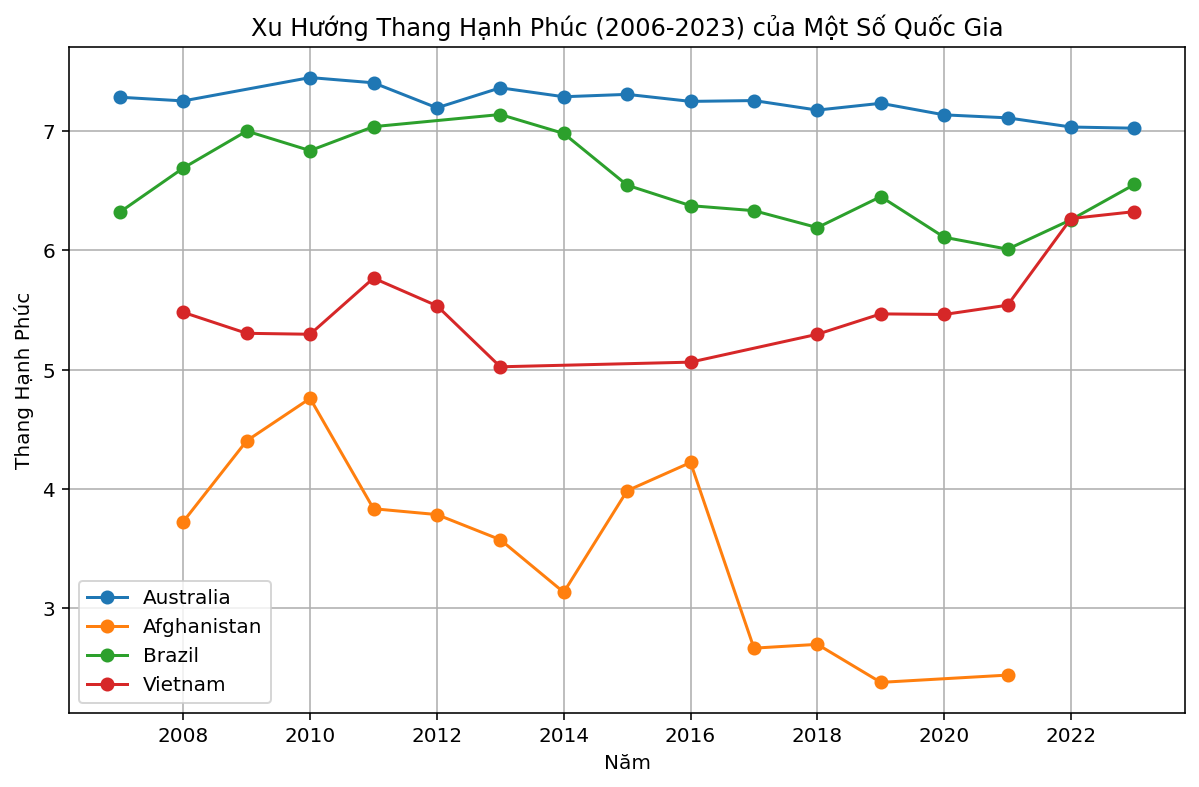 Xu Hướng Thang Hạnh Phúc (2006-2023) của Một Số Quốc Gia
Thang Hạnh Phúc
7
6
5
4
3
Australia
Afghanistan
Brazil
Vietnam
2008 2010 2012 2014 2016 2018 2020 2022
Năm